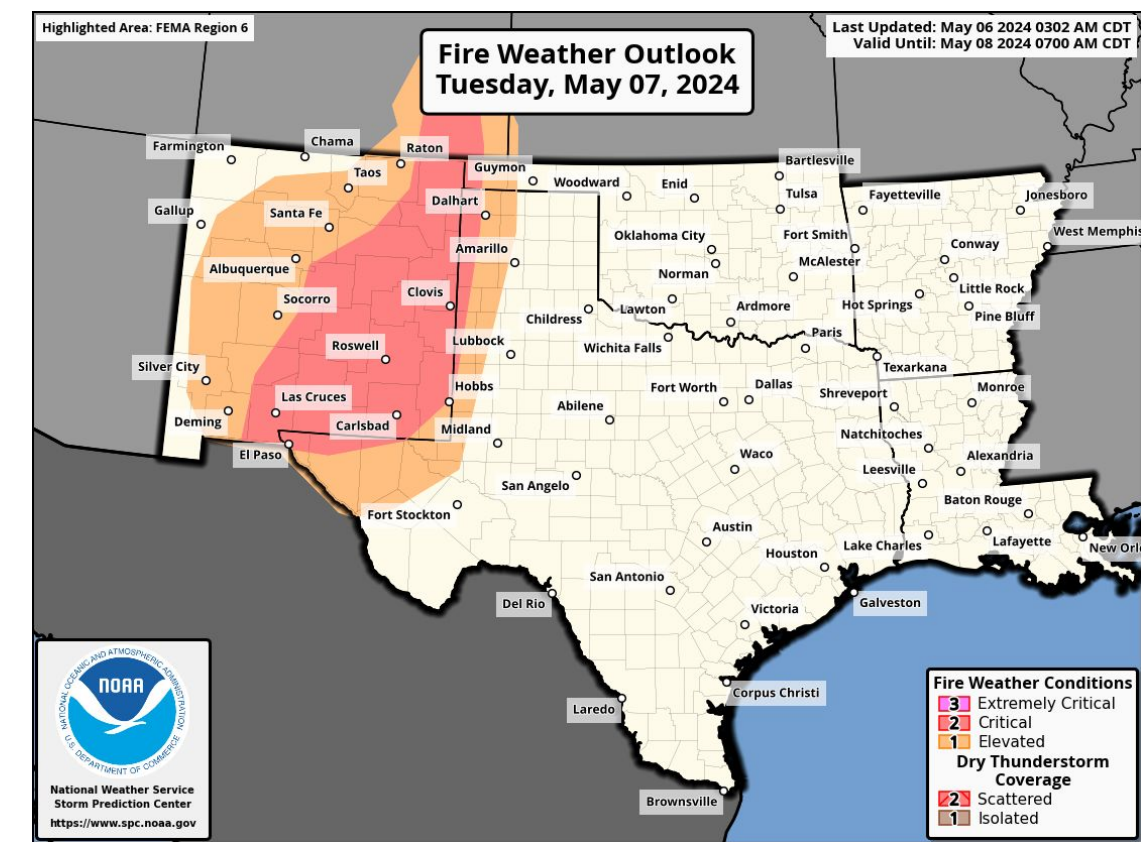 Highlighted Area: FEMA Region 6
Fire Weather Outlook
Tuesday, May 07, 2024
Last Updated: May 06 2024 0302 AM CDT
Valid Until: May 08 2024 0700 AM CDT
Farmington
Chama
Raton
Taos
Guymon
Woodward
Enid
Bartlesville
Tulsa
Fayetteville
Jonesboro
Gallup
Santa Fe
Dalhart
Oklahoma City
Fort Smith
West Memphis
Albuquerque
Amarillo
Norman
McAlester
Conway
Socorro
Clovis
Childress
Lawton
Ardmore
Hot Springs
Little Rock
Pine Bluff
Roswell
Lubbock
Wichita Falls
Paris
Texarkana
Silver City
Las Cruces
Hobbs
Fort Worth
Dallas
Shreveport
Monroe
Deming
Carlsbad
Midland
Abilene
Natchitoches
El Paso
San Angelo
Waco
Leesville
Alexandria
Fort Stockton
Austin
Baton Rouge
Houston
Lake Charles
Lafayette
New Orl
Del Rio
San Antonio
Victoria
Galveston
Laredo
Corpus Christi
Brownsville
NATIONAL OCEANIC AND ATMOSPHERIC ADMINISTRATION
NOAA
U.S. DEPARTMENT OF COMMERCE
National Weather Service
Storm Prediction Center
https://www.spc.noaa.gov
Fire Weather Conditions
3 Extremely Critical
2 Critical
1 Elevated
Dry Thunderstorm
Coverage
2 Scattered
1 Isolated